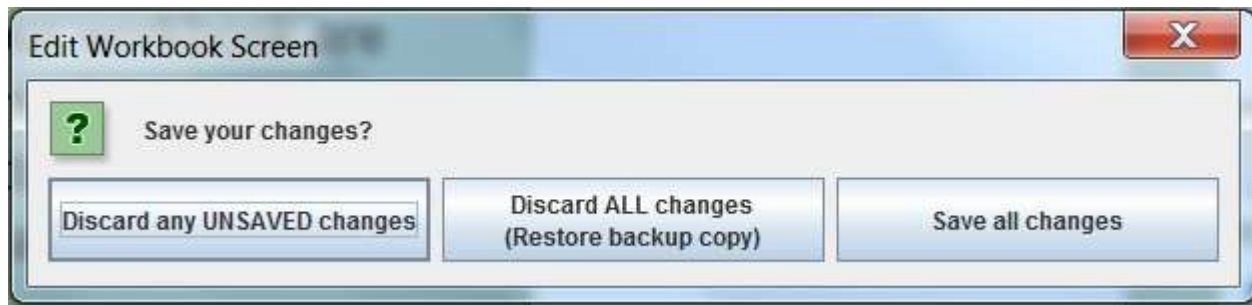 Edit Workbook Screen
X
? Save your changes?
Discard any UNSAVED changes
Discard ALL changes
(Restore backup copy)
Save all changes